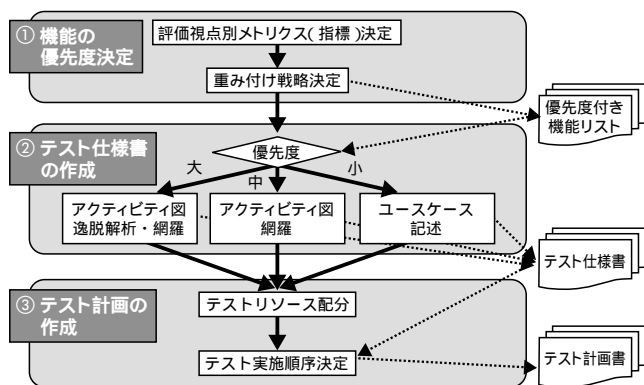 ① 機能の
優先度決定
評価視点別メトリクス(指標)決定
重み付け戦略決定
優先度付き
機能リスト
② テスト仕様書
の作成
優先度
大
中
小
アクティビティ図
逸脱解析・網羅
アクティビティ図
網羅
ユースケース
記述
テスト仕様書
③ テスト計画の
作成
テストリソース配分
テスト実施順序決定
テスト計画書